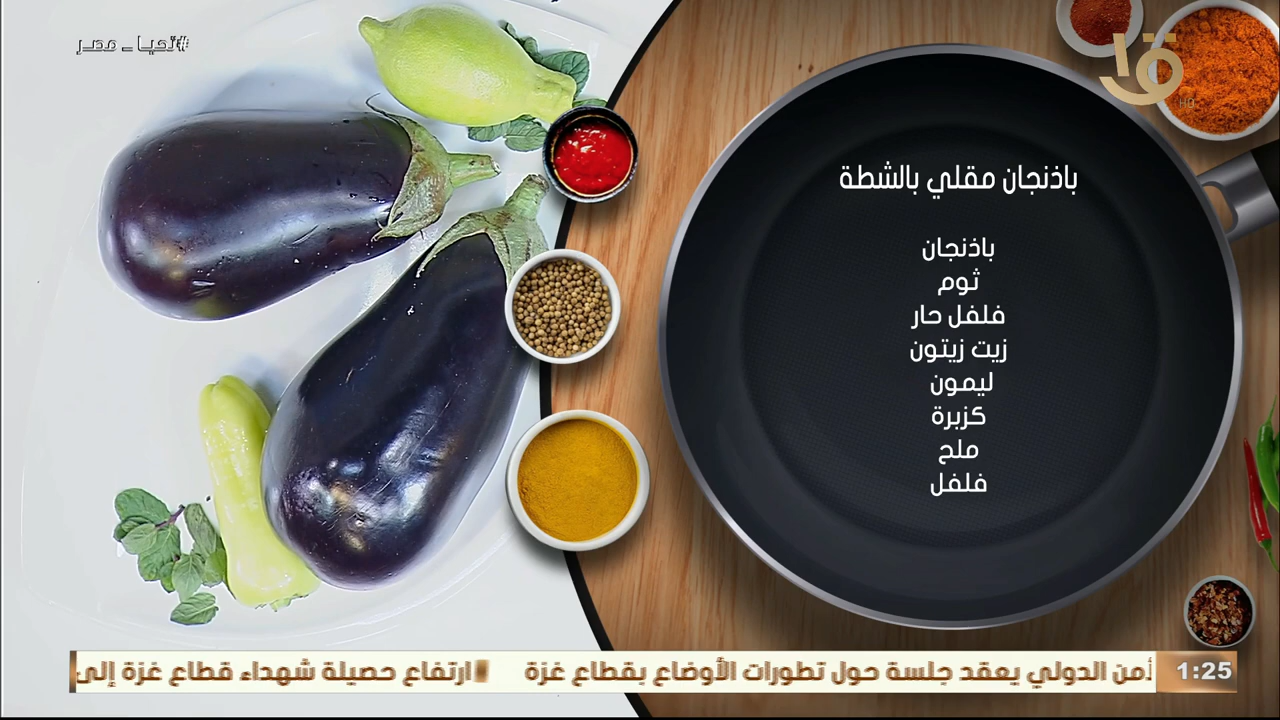 #تحيا_مصر
HD
باذنجان مقلي بالشطة
باذنجان
ثوم
فلفل حار
زيت زيتون
ليمون
كزبرة
ملح
فلفل
1:25
أمن الدولي يعقد جلسة حول تطورات الأوضاع بقطاع غزة ارتفاع حصيلة شهداء قطاع غزة إلى